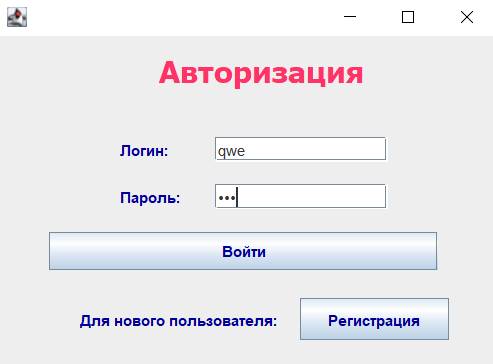 Авторизация
Логин: qwe
Пароль: •••
Войти
Для нового пользователя: Регистрация